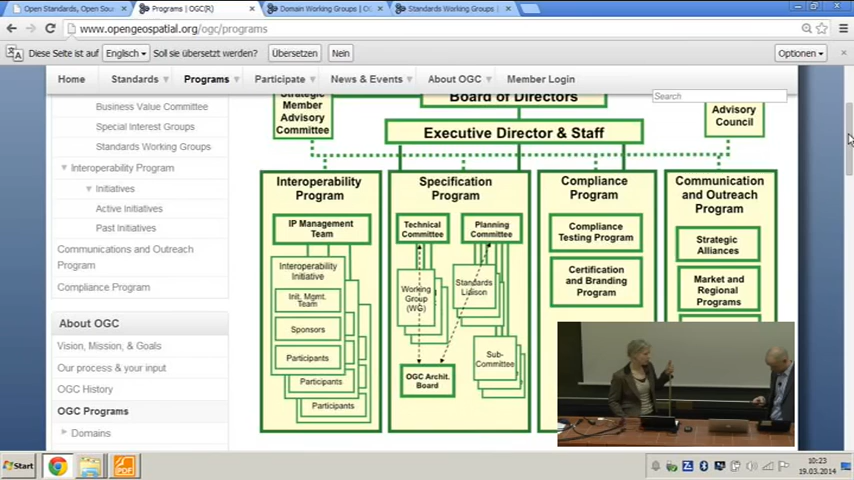 Open Standards, Open Sou
Programs | OGC(R)
Domain Working Groups | O
Standards Working Groups |
www.opengeospatial.org/ogc/programs
Diese Seite ist auf
Englisch
Soll sie übersetzt werden?
Übersetzen
Nein
Optionen
Home
Standards
Programs
Participate
News & Events
About OGC
Member Login
Search
Business Value Committee
Special Interest Groups
Standards Working Groups
Interoperability Program
Initiatives
Active Initiatives
Past Initiatives
Communications and Outreach
Program
Compliance Program
About OGC
Vision, Mission, & Goals
Our process & your input
OGC History
OGC Programs
Domains
Strategic
Member
Advisory
Committee
Board of Directors
Executive Director & Staff
Advisory
Council
Interoperability
Program
IP Management
Team
Interoperability
Initiative
Init. Mgmt.
Team
Sponsors
Participants
Participants
Participants
Specification
Program
Technical
Committee
Planning
Committee
Working
Group
(WG)
Standards
Liaison
OGC Archit.
Board
Sub-
Committee
Compliance
Program
Compliance
Testing Program
Certification
and Branding
Program
Communication
and Outreach
Program
Strategic
Alliances
Market and
Regional
Programs
Start
PDF
10:23
19.03.2014